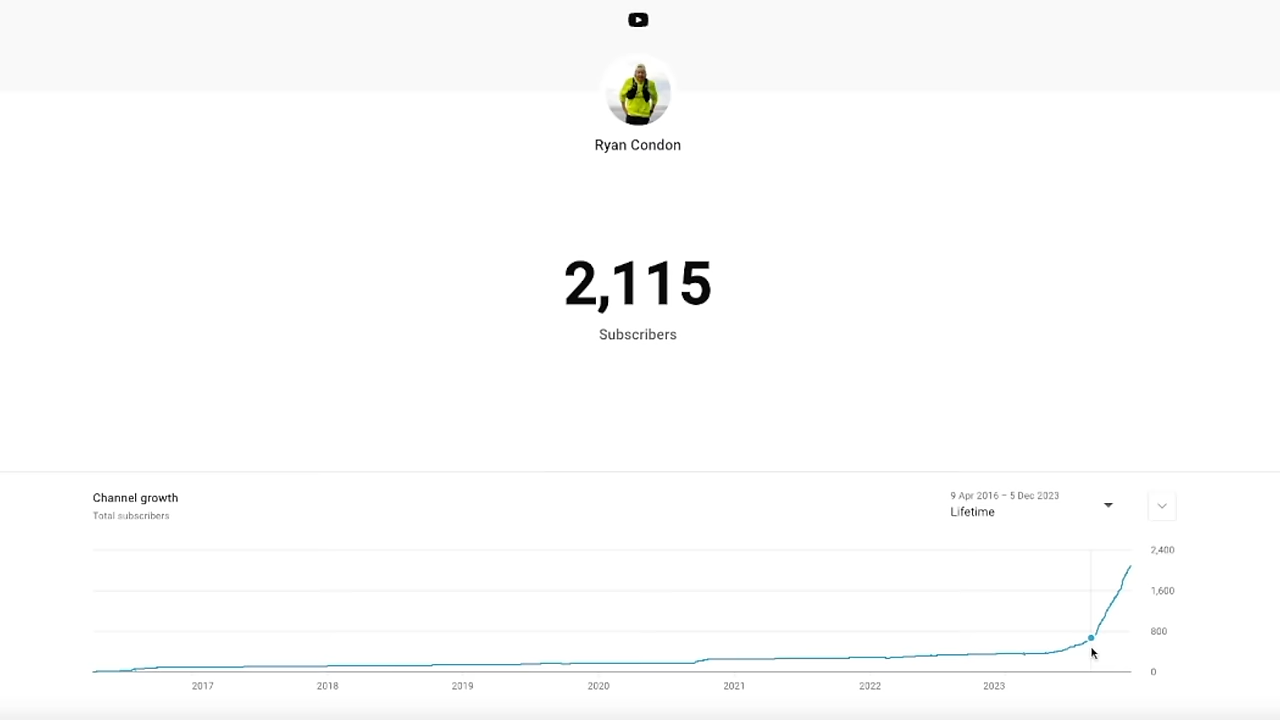 Ryan Condon
2,115
Subscribers
Channel growth
Total subscribers
9 Apr 2016 – 5 Dec 2023
Lifetime
2,400
1,600
800
0
2017 2018 2019 2020 2021 2022 2023